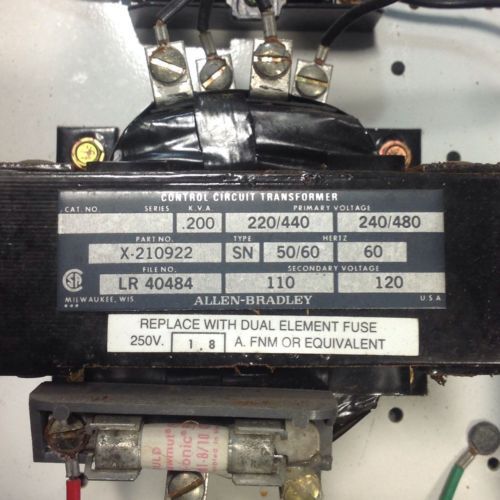 CONTROL CIRCUIT TRANSFORMER
CAT. NO. SERIES K.V.A. PRIMARY VOLTAGE
.200 220/440 240/480
PART NO. TYPE HERTZ
X-210922 SN 50/60 60
FILE NO. SECONDARY VOLTAGE
LR 40484 110 120
MILWAUKEE, WIS ALLEN-BRADLEY USA
REPLACE WITH DUAL ELEMENT FUSE
250V. 1.8 A. FNM OR EQUIVALENT